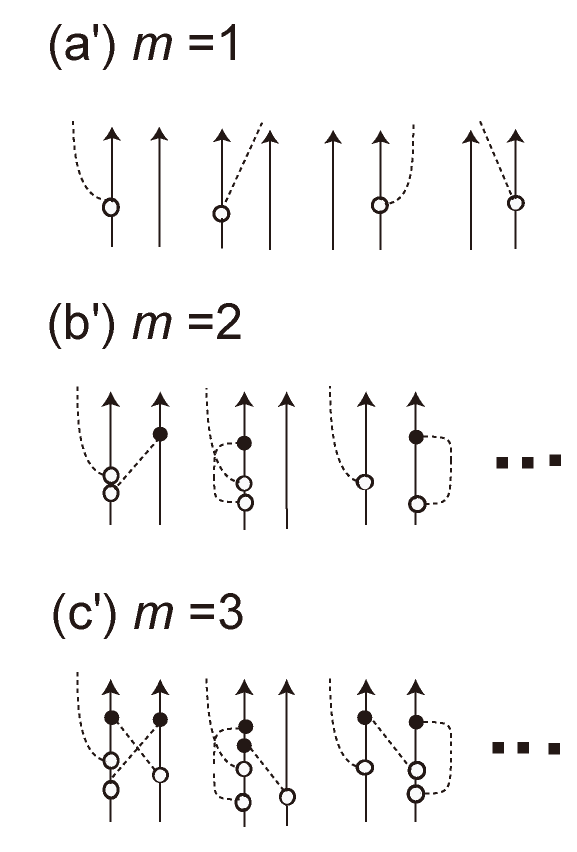 (a') m =1
(b') m =2
(c') m =3